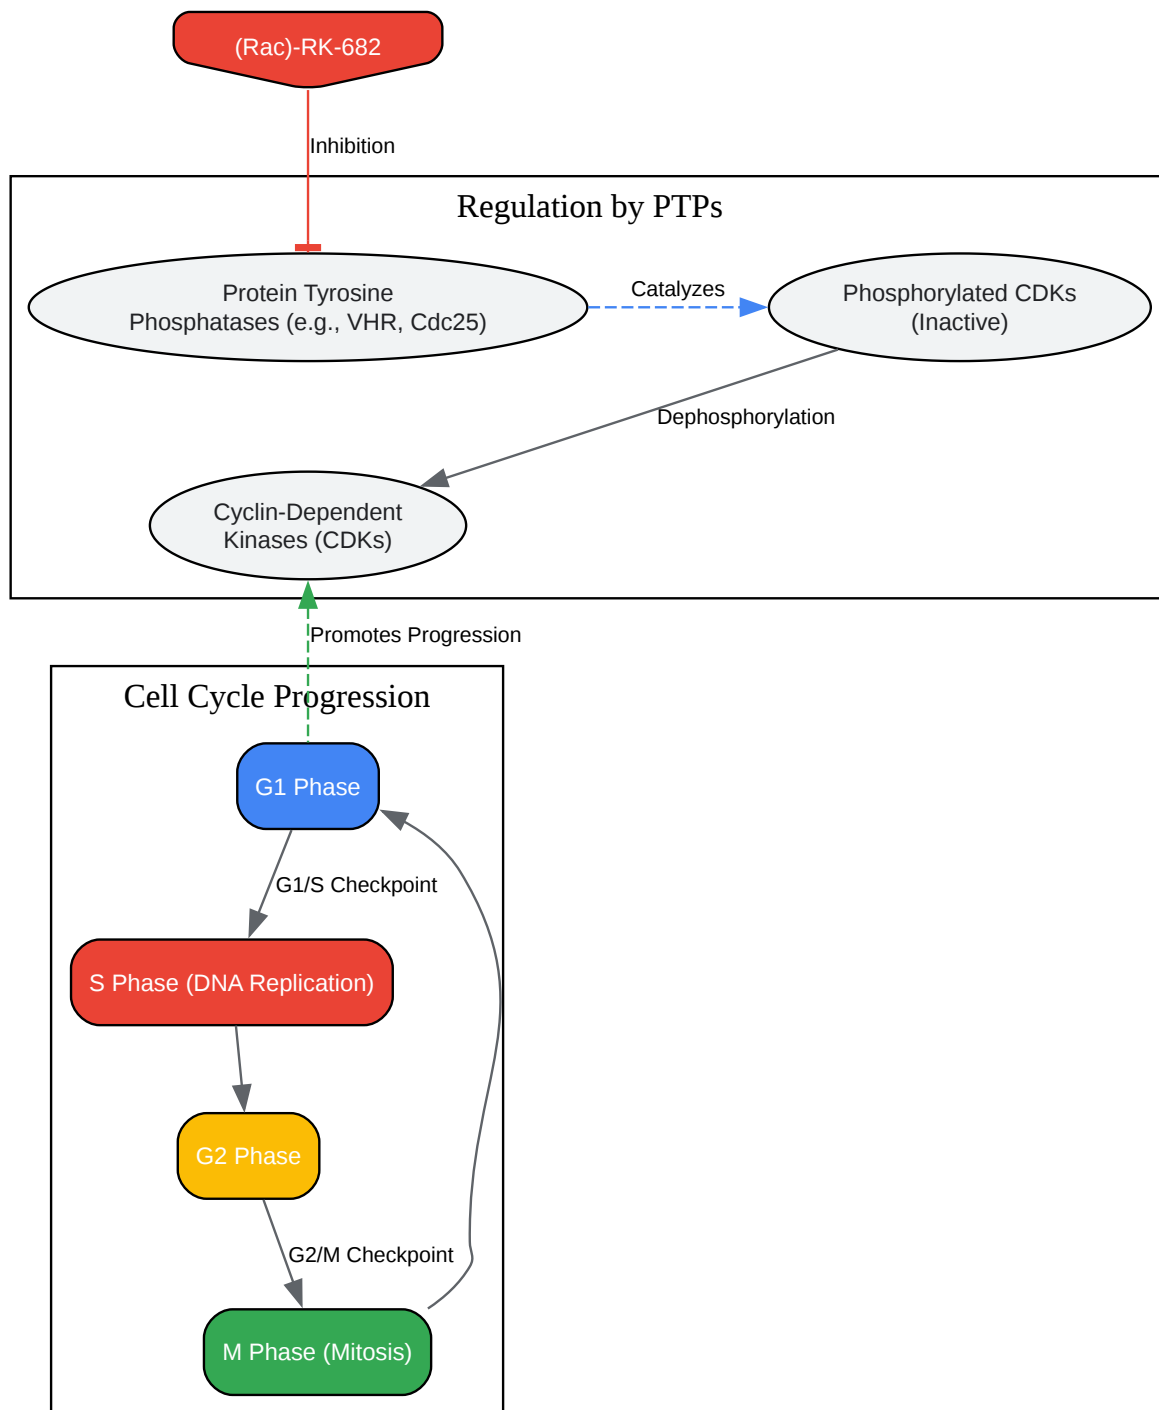 (Rac)-RK-682
Inhibition
Regulation by PTPs
Protein Tyrosine
Phosphatases (e.g., VHR, Cdc25)
Catalyzes
Phosphorylated CDKs
(Inactive)
Dephosphorylation
Cyclin-Dependent
Kinases (CDKs)
Promotes Progression
Cell Cycle Progression
G1 Phase
G1/S Checkpoint
S Phase (DNA Replication)
G2 Phase
G2/M Checkpoint
M Phase (Mitosis)